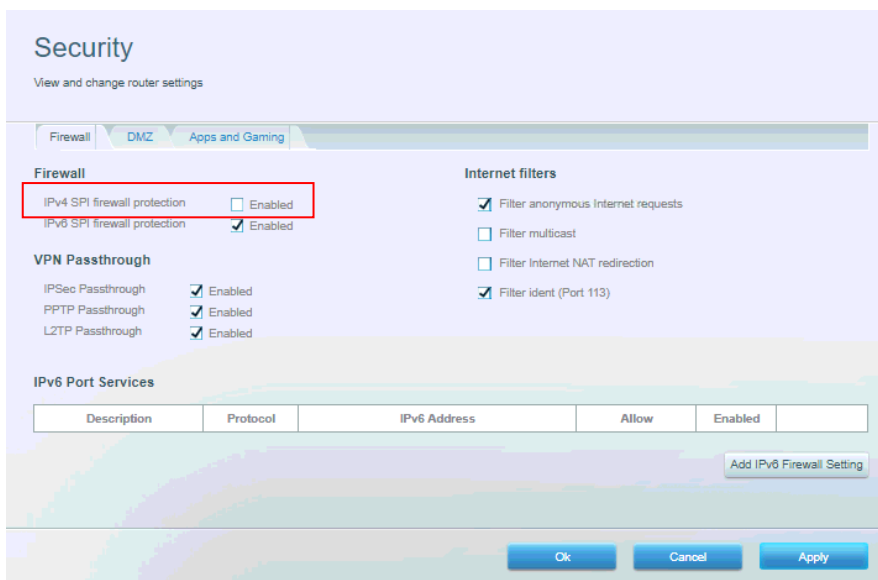 Security
View and change router settings
Firewall DMZ Apps and Gaming
Firewall
IPv4 SPI firewall protection Enabled
IPv6 SPI firewall protection Enabled
VPN Passthrough
IPSec Passthrough Enabled
PPTP Passthrough Enabled
L2TP Passthrough Enabled
Internet filters
Filter anonymous Internet requests
Filter multicast
Filter Internet NAT redirection
Filter ident (Port 113)
IPv6 Port Services
Description Protocol IPv6 Address Allow Enabled
Add IPv6 Firewall Setting
Ok Cancel Apply